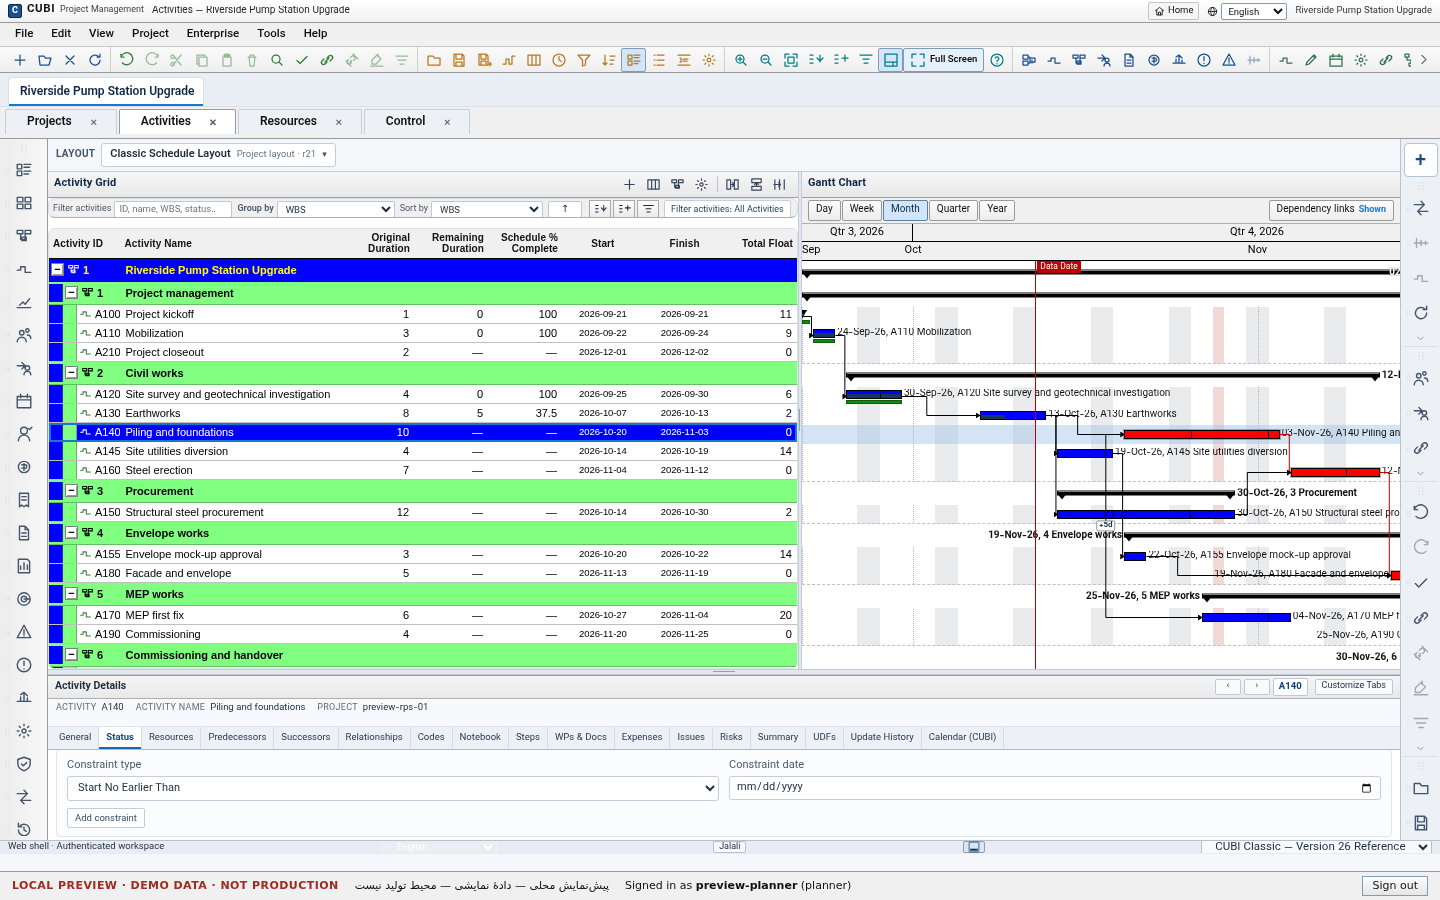 CUBI Project Management Activities — Riverside Pump Station Upgrade Home English Riverside Pump Station Upgrade
File Edit View Project Enterprise Tools Help
Full Screen
Riverside Pump Station Upgrade
Projects × Activities × Resources × Control ×
LAYOUT Classic Schedule Layout Project layout · r21
Activity Grid Gantt Chart
Filter activities ID, name, WBS, status.. Group by WBS Sort by WBS ↑ Filter activities: All Activities Day Week Month Quarter Year Dependency links Shown
Qtr 3, 2026 Qtr 4, 2026
Activity ID Activity Name Original Duration Remaining Duration Schedule % Complete Start Finish Total Float Sep Oct Nov
1 Riverside Pump Station Upgrade Data Date
1 Project management
A100 Project kickoff 1 0 100 2026-09-21 2026-09-21 11
A110 Mobilization 3 0 100 2026-09-22 2026-09-24 9 24-Sep-26, A110 Mobilization
A210 Project closeout 2 — — 2026-12-01 2026-12-02 0
2 Civil works
A120 Site survey and geotechnical investigation 4 0 100 2026-09-25 2026-09-30 6 30-Sep-26, A120 Site survey and geotechnical investigation
A130 Earthworks 8 5 37.5 2026-10-07 2026-10-13 2 13-Oct-26, A130 Earthworks
A140 Piling and foundations 10 — — 2026-10-20 2026-11-03 0 03-Nov-26, A140 Piling an
A145 Site utilities diversion 4 — — 2026-10-14 2026-10-19 14 19-Oct-26, A145 Site utilities diversion
A160 Steel erection 7 — — 2026-11-04 2026-11-12 0
3 Procurement 30-Oct-26, 3 Procurement
A150 Structural steel procurement 12 — — 2026-10-14 2026-10-30 2 30-Oct-26, A150 Structural steel pro
+5d
4 Envelope works 19-Nov-26, 4 Envelope works
A155 Envelope mock-up approval 3 — — 2026-10-20 2026-10-22 14 22-Oct-26, A155 Envelope mock-up approval
A180 Facade and envelope 5 — — 2026-11-13 2026-11-19 0 19-Nov-26, A180 Facade and envelope
5 MEP works 25-Nov-26, 5 MEP works
A170 MEP first fix 6 — — 2026-10-27 2026-11-04 20 04-Nov-26, A170 MEP f
A190 Commissioning 4 — — 2026-11-20 2026-11-25 0 25-Nov-26, A190 C
6 Commissioning and handover 30-Nov-26, 6
Activity Details ‹ › A140 Customize Tabs
ACTIVITY A140 ACTIVITY NAME Piling and foundations PROJECT preview-rps-01
General Status Resources Predecessors Successors Relationships Codes Notebook Steps WPs & Docs Expenses Issues Risks Summary UDFs Update History Calendar (CUBI)
Constraint type Constraint date
Start No Earlier Than mm/dd/yyyy
Add constraint
Web shell · Authenticated workspace English Jalali CUBI Classic — Version 26 Reference
LOCAL PREVIEW · DEMO DATA · NOT PRODUCTION پیش‌نمایش محلی — دادهٔ نمایشی — محیط تولید نیست Signed in as preview-planner (planner) Sign out